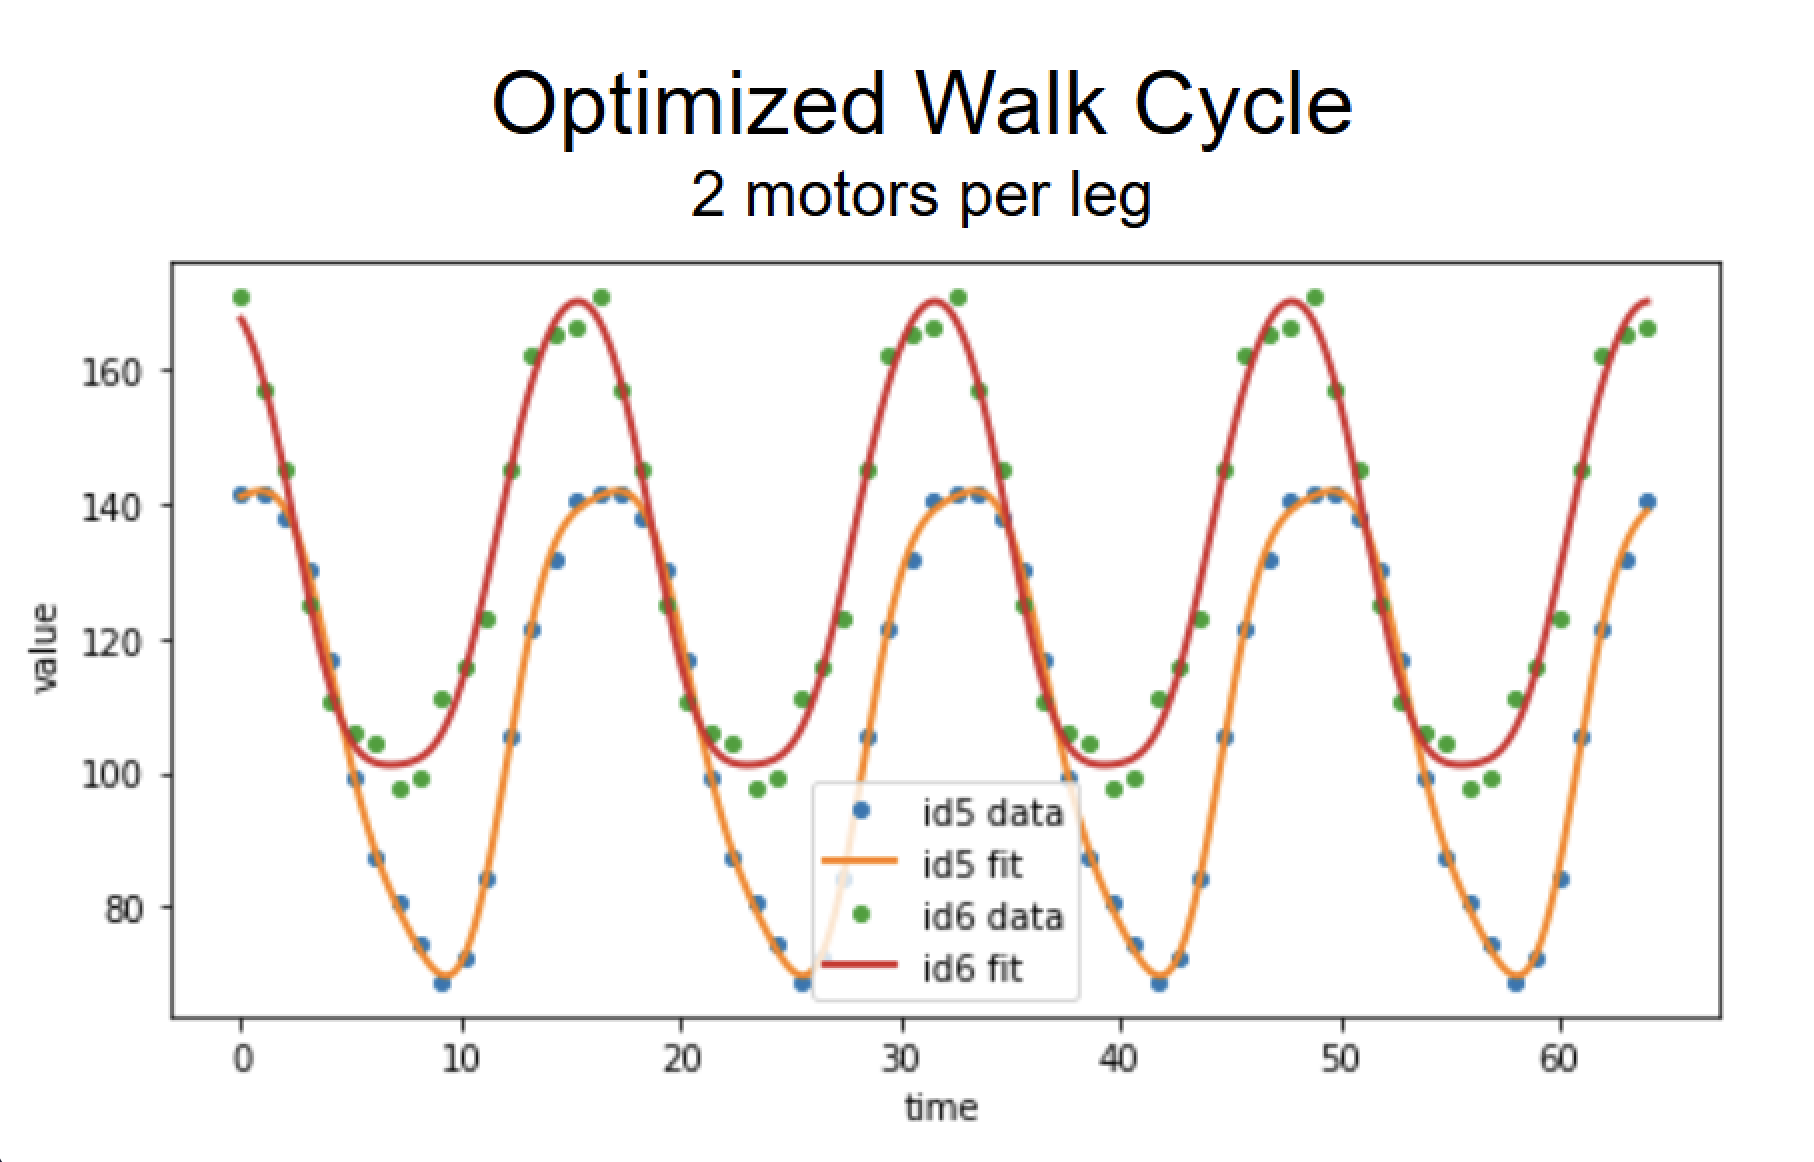 Optimized Walk Cycle
2 motors per leg
value
160
140
120
100
80
id5 data
id5 fit
id6 data
id6 fit
0 10 20 30 40 50 60
time